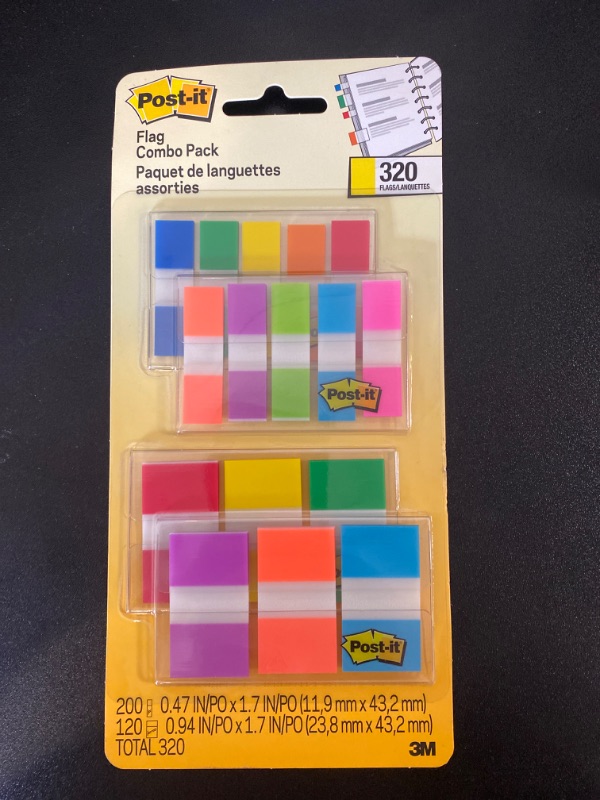 Post-it
Flag
Combo Pack
Paquet de languettes
assorties
320
FLAGS/LANQUETTES
Post-it
Post-it
200 0.47 IN/PO x 1.7 IN/PO (11,9 mm x 43,2 mm)
120 0.94 IN/PO x 1.7 IN/PO (23,8 mm x 43,2 mm)
TOTAL 320
3M